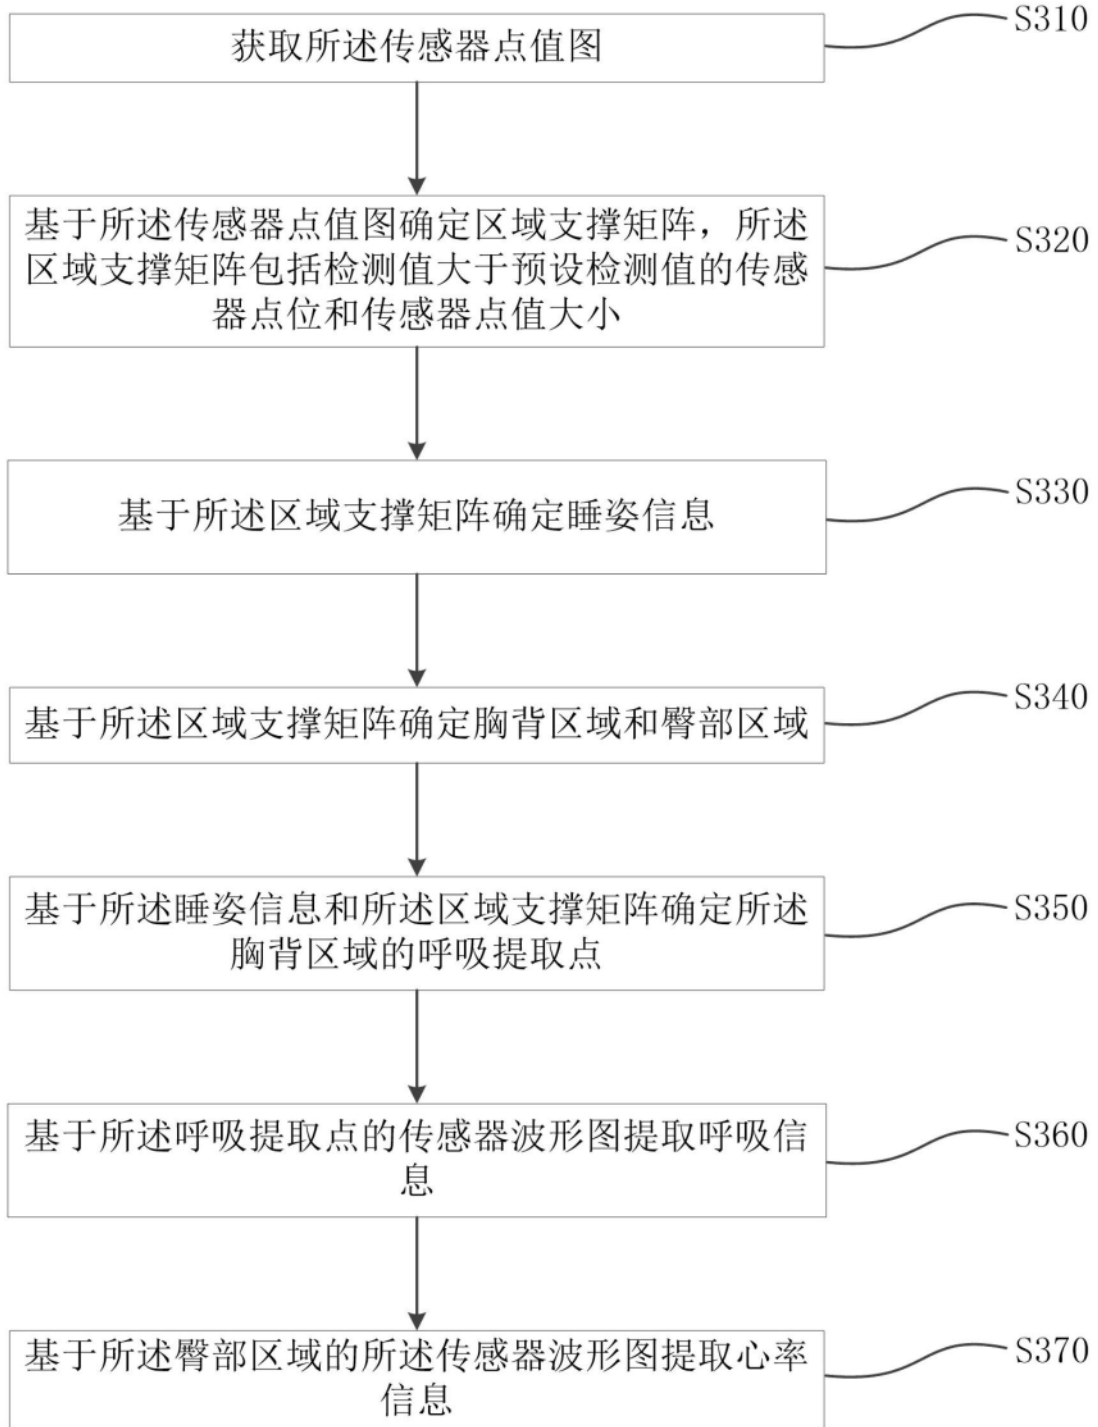 获取所述传感器点值图
S310
基于所述传感器点值图确定区域支撑矩阵，所述
区域支撑矩阵包括检测值大于预设检测值的传感
器点位和传感器点值大小
S320
基于所述区域支撑矩阵确定睡姿信息
S330
基于所述区域支撑矩阵确定胸背区域和臀部区域
S340
基于所述睡姿信息和所述区域支撑矩阵确定所述
胸背区域的呼吸提取点
S350
基于所述呼吸提取点的传感器波形图提取呼吸信
息
S360
基于所述臀部区域的所述传感器波形图提取心率
信息
S370